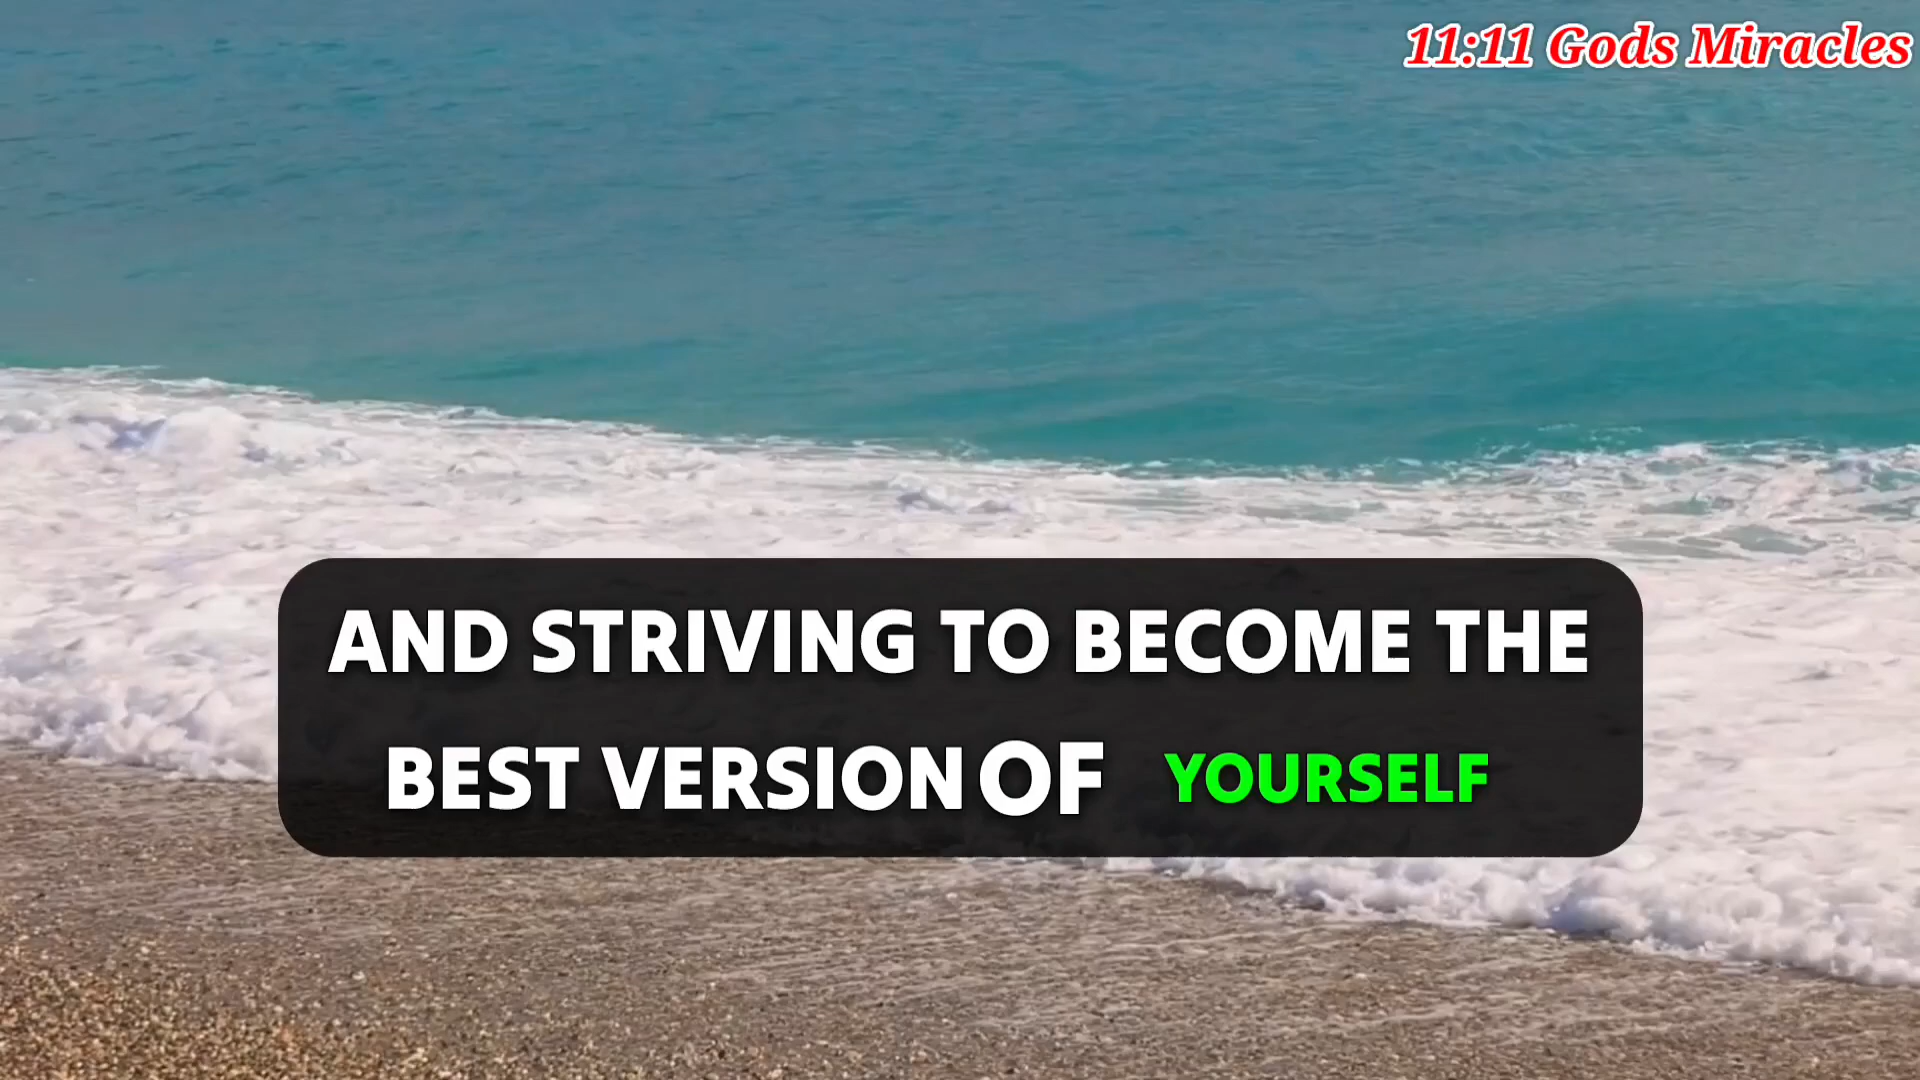 11:11 Gods Miracles
AND STRIVING TO BECOME THE
BEST VERSION OF YOURSELF